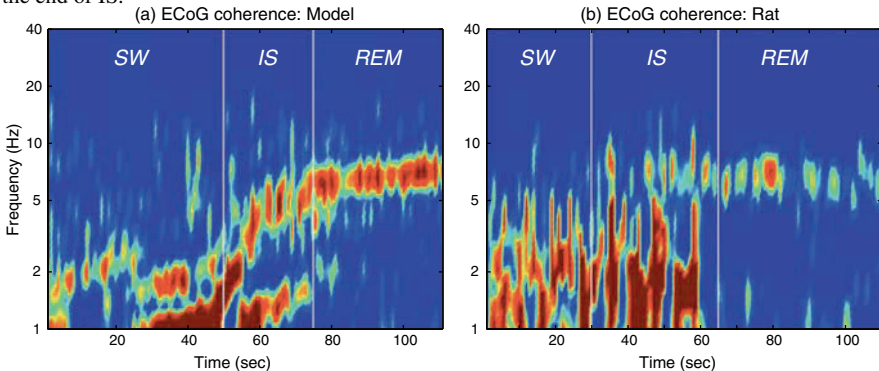 the end of IS.
(a) ECoG coherence: Model
(b) ECoG coherence: Rat
40
20
10
5
2
1
Frequency (Hz)
SW
IS
REM
20
40
60
80
100
Time (sec)
40
20
10
5
2
1
SW
IS
REM
20
40
60
80
100
Time (sec)